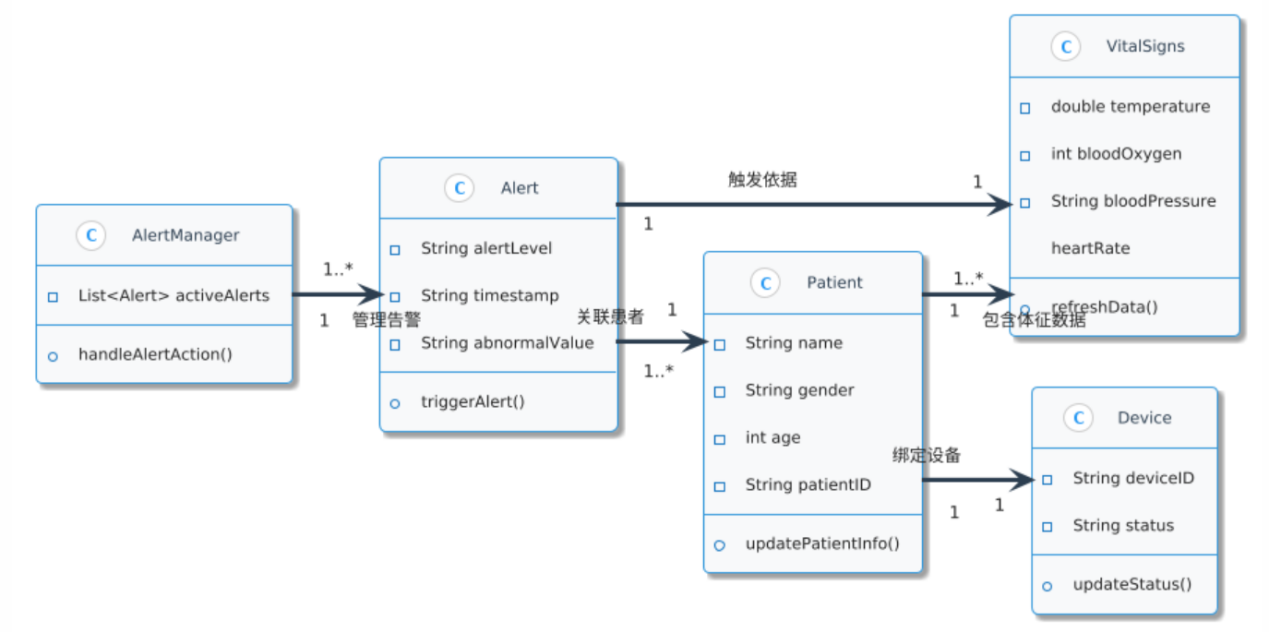 C VitalSigns
double temperature
int bloodOxygen
String bloodPressure
heartRate
refreshData()
C Alert
String alertLevel
String timestamp
String abnormalValue
triggerAlert()
C AlertManager
List<Alert> activeAlerts
handleAlertAction()
C Patient
String name
String gender
int age
String patientID
updatePatientInfo()
C Device
String deviceID
String status
updateStatus()
触发依据
1
1
1..*
1
管理告警
关联患者
1
1..*
1..*
1
包含体征数据
绑定设备
1
1